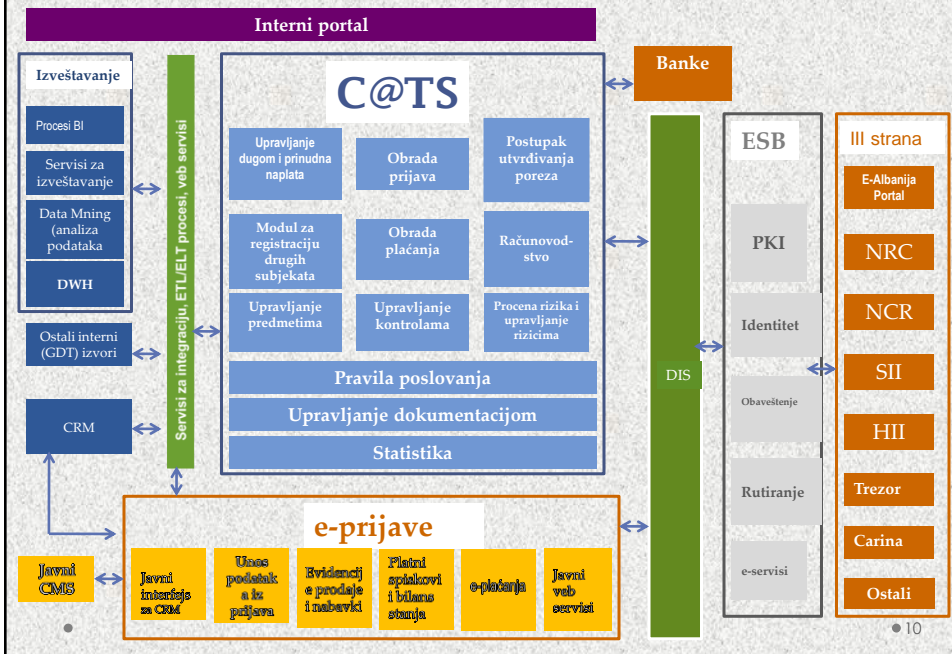 Interni portal
Izveštavanje
Procesi BI
Servisi za
izveštavanje
Data Mning
(analiza
podataka
DWH
Ostali interni
(GDT) izvori
CRM
Javni
CMS
Servisi za integraciju, ETL/ELT procesi, veb servisi
C@TS
Upravljanje
dugom i prinudna
naplata
Obrada
prijava
Postupak
utvrđivanja
poreza
Modul za
registraciju
drugih
subjekata
Obrada
plaćanja
Računovod-
stvo
Upravljanje
predmetima
Upravljanje
kontrolama
Procena rizika i
upravljanje
rizicima
Pravila poslovanja
Upravljanje dokumentacijom
Statistika
e-prijave
Javni
interfejs
za CRM
Unos
podatak
a iz
prijava
Evidencij
e prodaje
i nabavki
Platni
spiskovi
i bilans
stanja
e-plaćanja
Javni
veb
servisi
Banke
DIS
ESB
PKI
Identitet
Obaveštenje
Rutiranje
e-servisi
III strana
E-Albanija
Portal
NRC
NCR
SII
HII
Trezor
Carina
Ostali
10